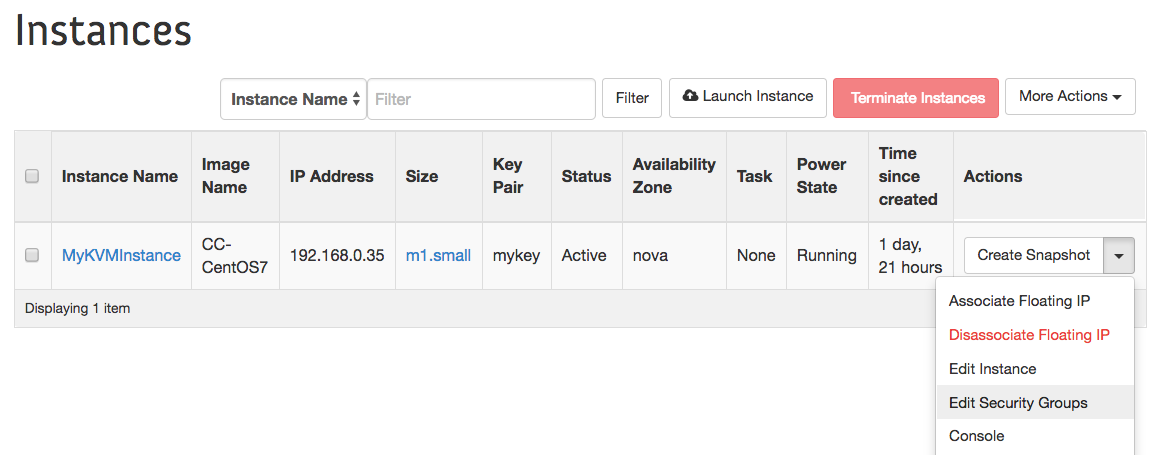 Instances
Instance Name Filter Filter Launch Instance Terminate Instances More Actions
Instance Name Image Name IP Address Size Key Pair Status Availability Zone Task Power State Time since created Actions
MyKVMInstance CC-CentOS7 192.168.0.35 m1.small mykey Active nova None Running 1 day, 21 hours Create Snapshot
Displaying 1 item
Associate Floating IP
Disassociate Floating IP
Edit Instance
Edit Security Groups
Console